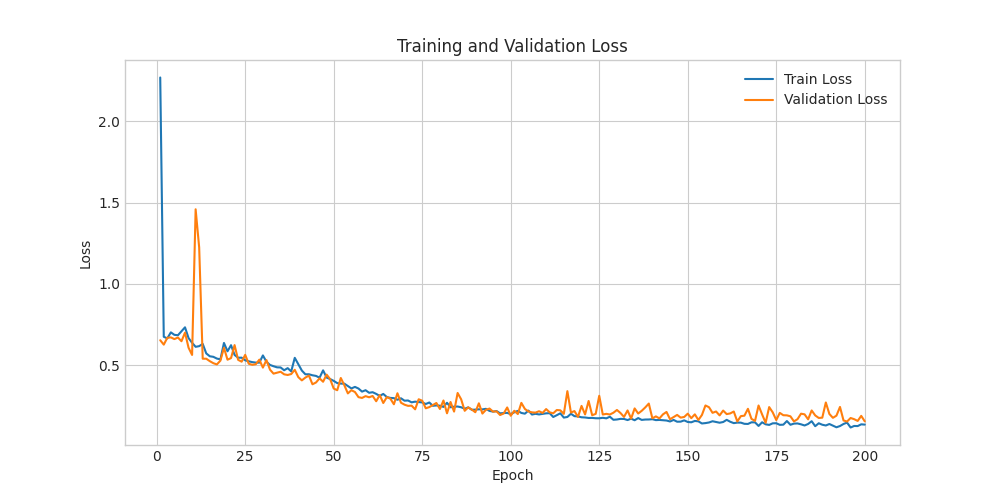 Training and Validation Loss
Train Loss
Validation Loss
2.0
1.5
1.0
0.5
Loss
0 25 50 75 100 125 150 175 200
Epoch